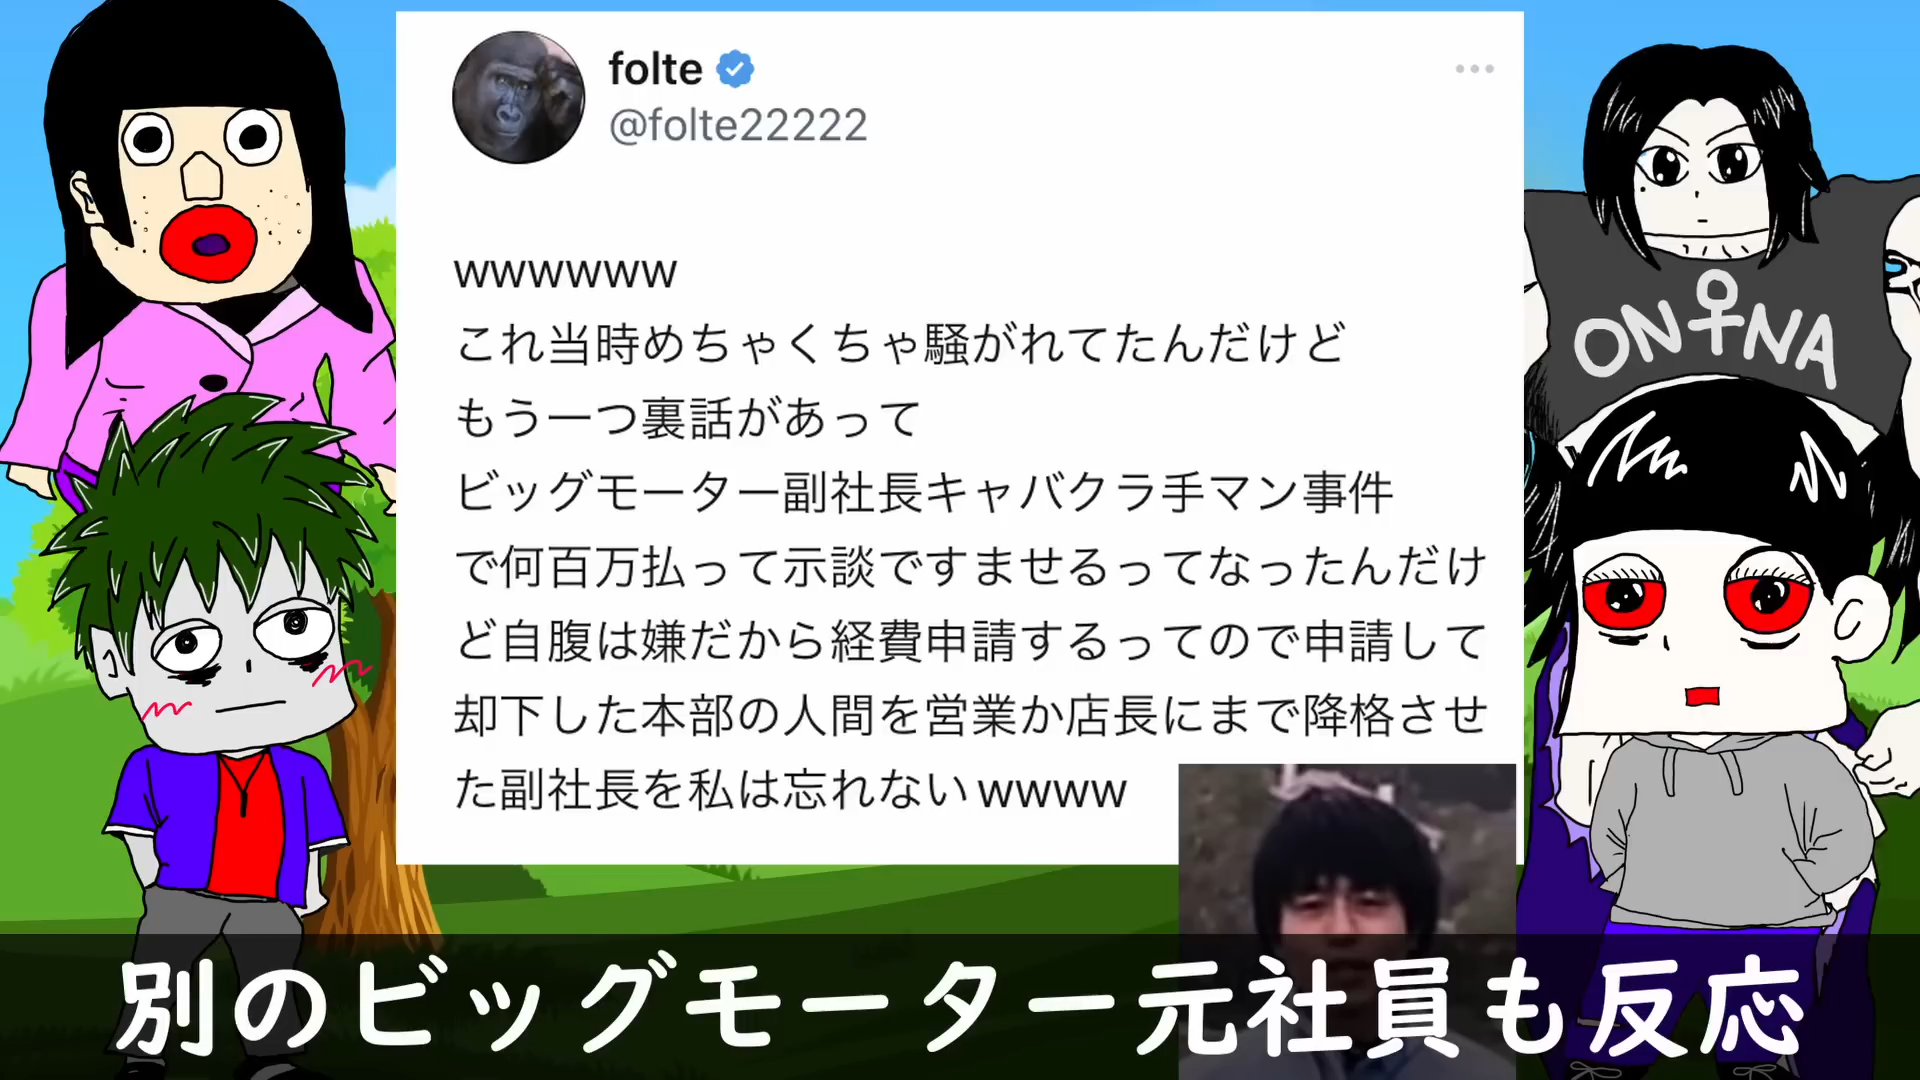 folte
@folte22222
wwwwww
これ当時めちゃくちゃ騒がれてたんだけど
もう一つ裏話があって
ビッグモーター副社長キャバクラ手マン事件
で何百万払って示談ですませるってなったんだけ
ど自腹は嫌だから経費申請するってので申請して
却下した本部の人間を営業か店長にまで降格させ
た副社長を私は忘れないwwww
ON♀NA
別のビッグモーター元社員も反応